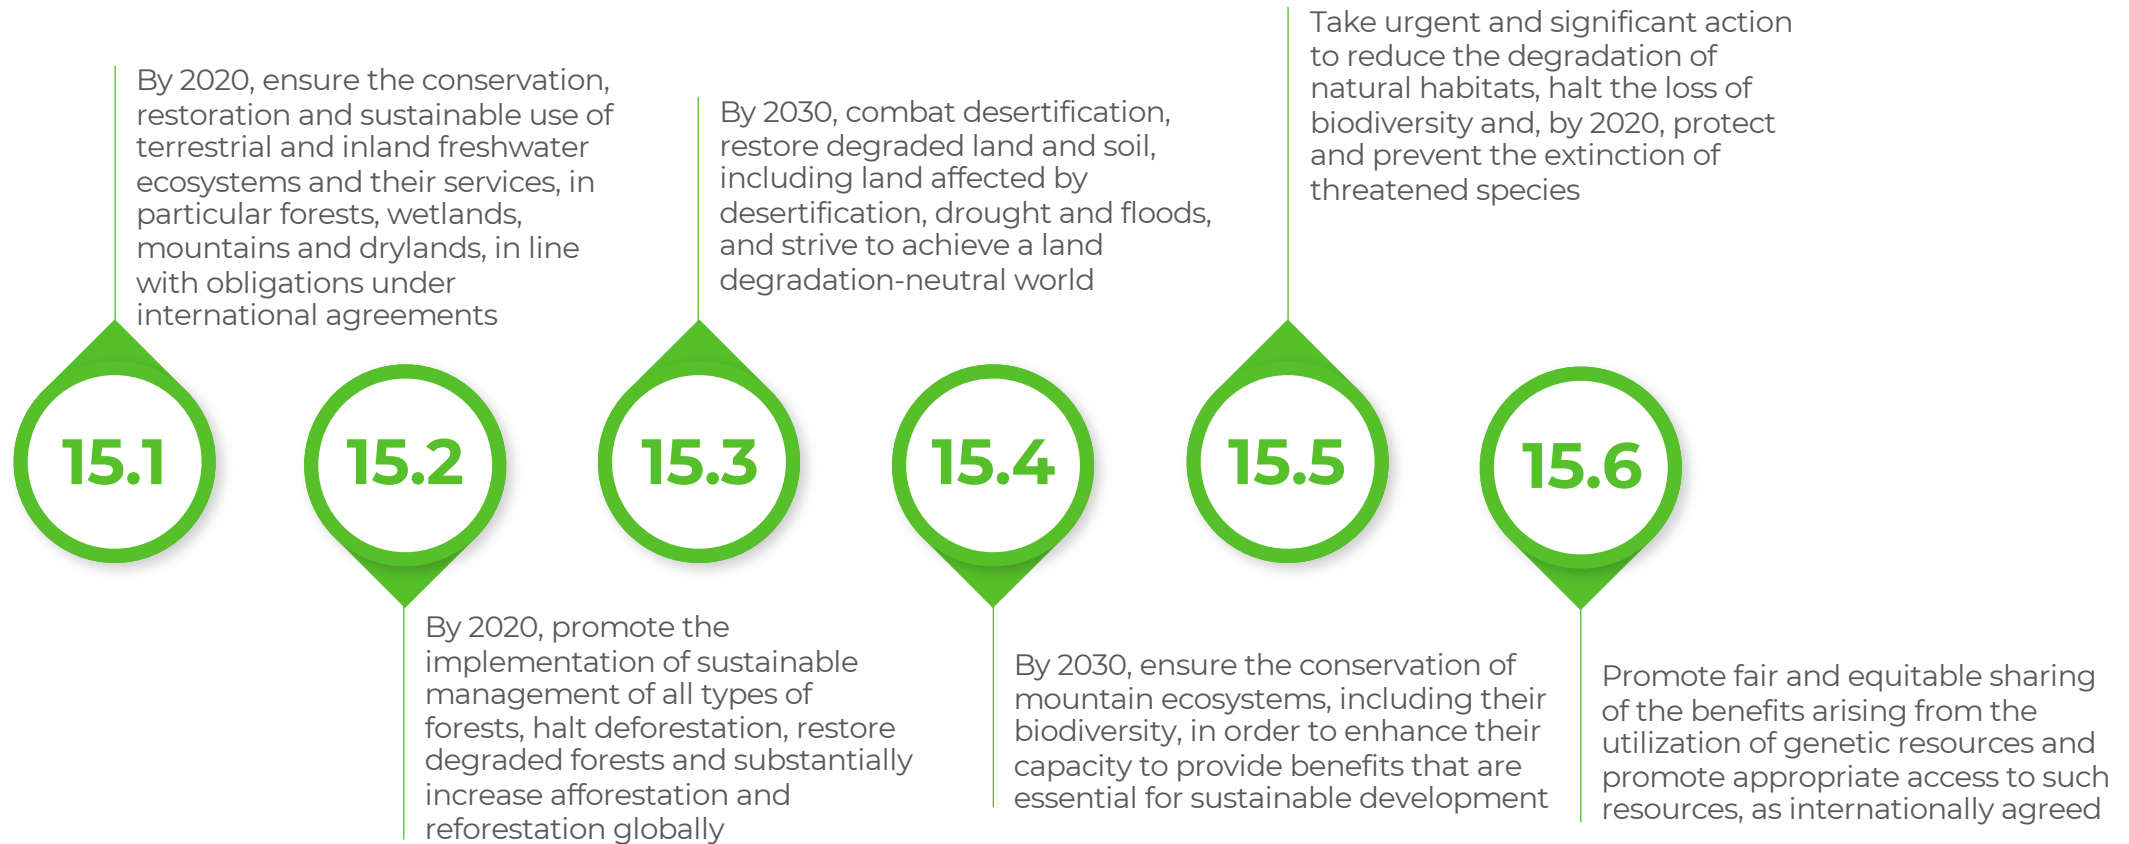 15.1
By 2020, ensure the conservation,
restoration and sustainable use of
terrestrial and inland freshwater
ecosystems and their services, in
particular forests, wetlands,
mountains and drylands, in line
with obligations under
international agreements
15.2
By 2020, promote the
implementation of sustainable
management of all types of
forests, halt deforestation, restore
degraded forests and substantially
increase afforestation and
reforestation globally
15.3
By 2030, combat desertification,
restore degraded land and soil,
including land affected by
desertification, drought and floods,
and strive to achieve a land
degradation-neutral world
15.4
By 2030, ensure the conservation of
mountain ecosystems, including their
biodiversity, in order to enhance their
capacity to provide benefits that are
essential for sustainable development
15.5
Take urgent and significant action
to reduce the degradation of
natural habitats, halt the loss of
biodiversity and, by 2020, protect
and prevent the extinction of
threatened species
15.6
Promote fair and equitable sharing
of the benefits arising from the
utilization of genetic resources and
promote appropriate access to such
resources, as internationally agreed